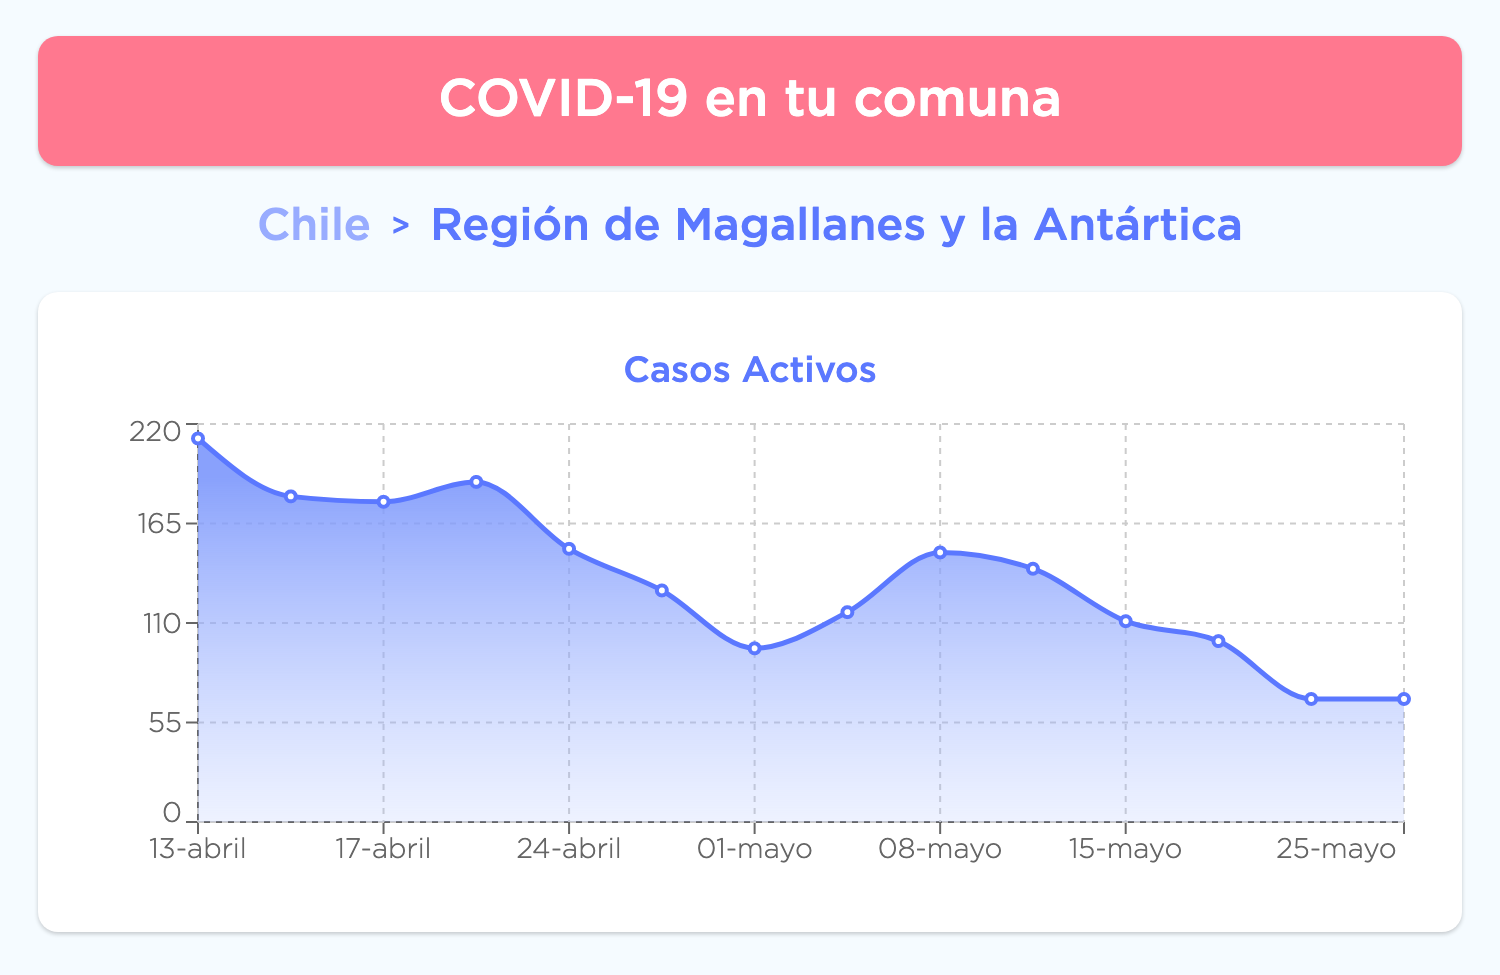 COVID-19 en tu comuna
Chile > Región de Magallanes y la Antártica
Casos Activos
220
165
110
55
0
13-abril 17-abril 24-abril 01-mayo 08-mayo 15-mayo 25-mayo